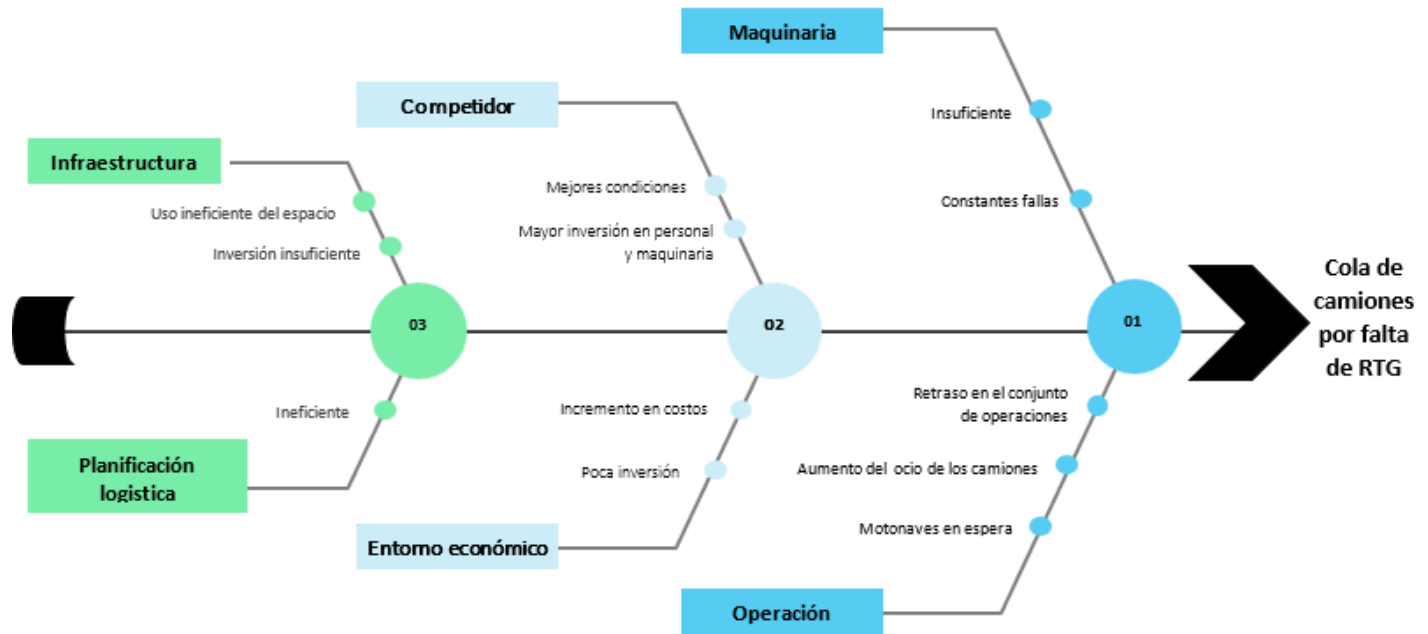 Maquinaria
Insuficiente
Constantes fallas
Competidor
Mejores condiciones
Mayor inversión en personal
y maquinaria
Infraestructura
Uso ineficiente del espacio
Inversión insuficiente
03
02
01
Cola de
camiones
por falta
de RTG
Ineficiente
Planificación
logistica
Incremento en costos
Poca inversión
Entorno económico
Retraso en el conjunto
de operaciones
Aumento del ocio de los camiones
Motonaves en espera
Operación